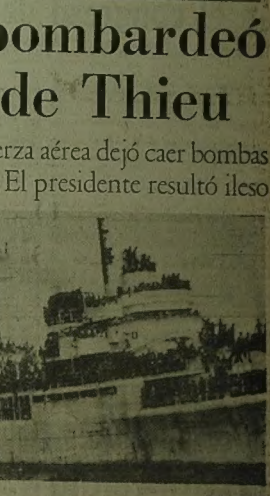 bombardeó
de Thieu
erza aérea dejó caer bombas
El presidente resultó ileso